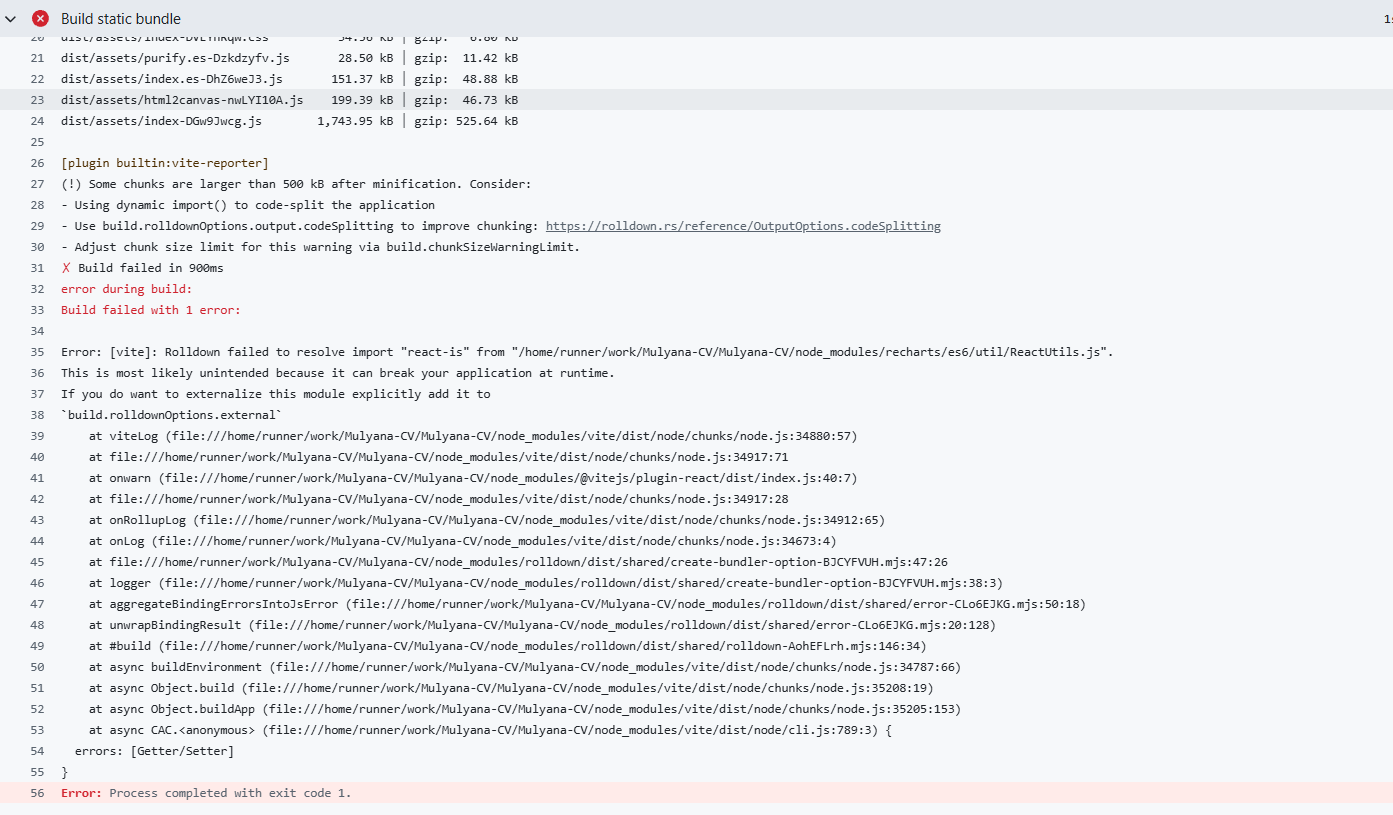 Build static bundle
1s
20 dist/assets/index-DVLYnRqW.css 54.56 kB │ gzip: 6.80 kB
21 dist/assets/purify.es-Dzkdzyfv.js 28.50 kB │ gzip: 11.42 kB
22 dist/assets/index.es-DhZ6weJ3.js 151.37 kB │ gzip: 48.88 kB
23 dist/assets/html2canvas-nwLYI10A.js 199.39 kB │ gzip: 46.73 kB
24 dist/assets/index-DGw9Jwcg.js 1,743.95 kB │ gzip: 525.64 kB
25
26 [plugin builtin:vite-reporter]
27 (!) Some chunks are larger than 500 kB after minification. Consider:
28 - Using dynamic import() to code-split the application
29 - Use build.rolldownOptions.output.codeSplitting to improve chunking: https://rolldown.rs/reference/OutputOptions.codeSplitting
30 - Adjust chunk size limit for this warning via build.chunkSizeWarningLimit.
31 ✗ Build failed in 900ms
32 error during build:
33 Build failed with 1 error:
34
35 Error: [vite]: Rolldown failed to resolve import "react-is" from "/home/runner/work/Mulyana-CV/Mulyana-CV/node_modules/recharts/es6/util/ReactUtils.js".
36 This is most likely unintended because it can break your application at runtime.
37 If you do want to externalize this module explicitly add it to
38 `build.rolldownOptions.external`
39 at viteLog (file:///home/runner/work/Mulyana-CV/Mulyana-CV/node_modules/vite/dist/node/chunks/node.js:34880:57)
40 at file:///home/runner/work/Mulyana-CV/Mulyana-CV/node_modules/vite/dist/node/chunks/node.js:34917:71
41 at onwarn (file:///home/runner/work/Mulyana-CV/Mulyana-CV/node_modules/@vitejs/plugin-react/dist/index.js:40:7)
42 at file:///home/runner/work/Mulyana-CV/Mulyana-CV/node_modules/vite/dist/node/chunks/node.js:34917:28
43 at onRollupLog (file:///home/runner/work/Mulyana-CV/Mulyana-CV/node_modules/vite/dist/node/chunks/node.js:34912:65)
44 at onLog (file:///home/runner/work/Mulyana-CV/Mulyana-CV/node_modules/vite/dist/node/chunks/node.js:34673:4)
45 at file:///home/runner/work/Mulyana-CV/Mulyana-CV/node_modules/rolldown/dist/shared/create-bundler-option-BJCYFVUH.mjs:47:26
46 at logger (file:///home/runner/work/Mulyana-CV/Mulyana-CV/node_modules/rolldown/dist/shared/create-bundler-option-BJCYFVUH.mjs:38:3)
47 at aggregateBindingErrorsIntoJsError (file:///home/runner/work/Mulyana-CV/Mulyana-CV/node_modules/rolldown/dist/shared/error-CLo6EJKG.mjs:50:18)
48 at unwrapBindingResult (file:///home/runner/work/Mulyana-CV/Mulyana-CV/node_modules/rolldown/dist/shared/error-CLo6EJKG.mjs:20:128)
49 at #build (file:///home/runner/work/Mulyana-CV/Mulyana-CV/node_modules/rolldown/dist/shared/rolldown-AohEFLrh.mjs:146:34)
50 at async buildEnvironment (file:///home/runner/work/Mulyana-CV/Mulyana-CV/node_modules/vite/dist/node/chunks/node.js:34787:66)
51 at async Object.build (file:///home/runner/work/Mulyana-CV/Mulyana-CV/node_modules/vite/dist/node/chunks/node.js:35208:19)
52 at async Object.buildApp (file:///home/runner/work/Mulyana-CV/Mulyana-CV/node_modules/vite/dist/node/chunks/node.js:35205:153)
53 at async CAC.<anonymous> (file:///home/runner/work/Mulyana-CV/Mulyana-CV/node_modules/vite/dist/node/cli.js:789:3) {
54 errors: [Getter/Setter]
55 }
56 Error: Process completed with exit code 1.